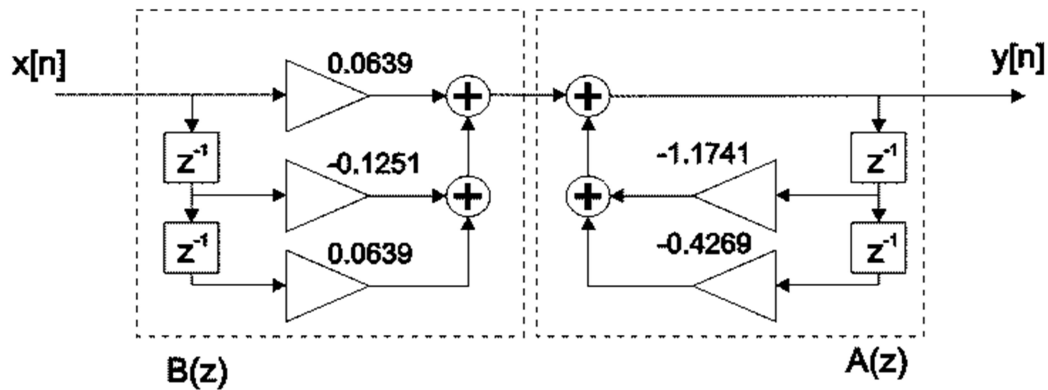 x[n]
0.0639
y[n]
z⁻¹
-0.1251
-1.1741
z⁻¹
z⁻¹
0.0639
-0.4269
z⁻¹
B(z)
A(z)